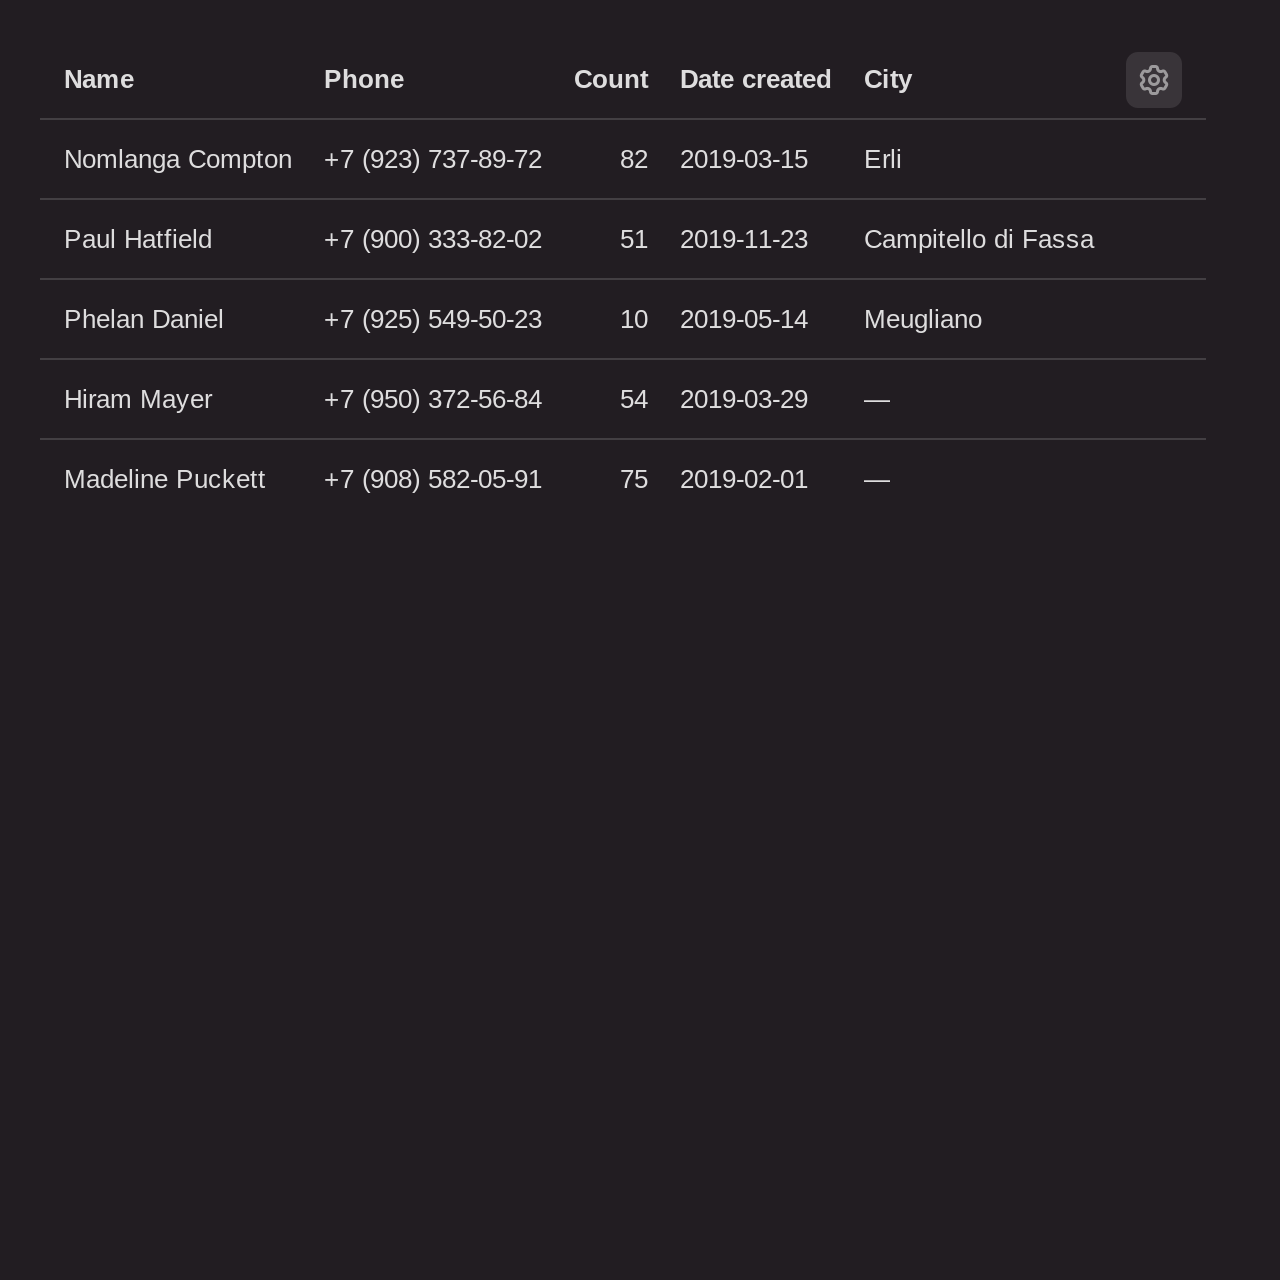 Name Phone Count Date created City
Nomlanga Compton +7 (923) 737-89-72 82 2019-03-15 Erli
Paul Hatfield +7 (900) 333-82-02 51 2019-11-23 Campitello di Fassa
Phelan Daniel +7 (925) 549-50-23 10 2019-05-14 Meugliano
Hiram Mayer +7 (950) 372-56-84 54 2019-03-29 —
Madeline Puckett +7 (908) 582-05-91 75 2019-02-01 —